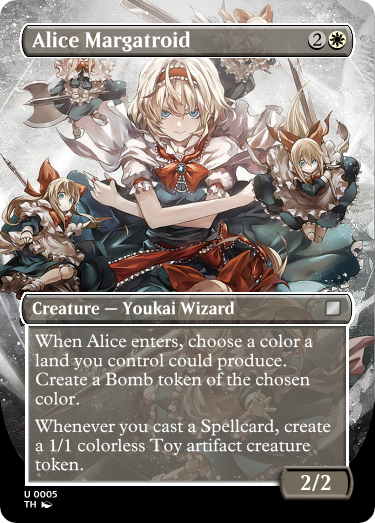 Alice Margatroid 2
Creature — Youkai Wizard
When Alice enters, choose a color a
land you control could produce.
Create a Bomb token of the chosen
color.
Whenever you cast a Spellcard, create
a 1/1 colorless Toy artifact creature
token.
2/2
U 0005
TH